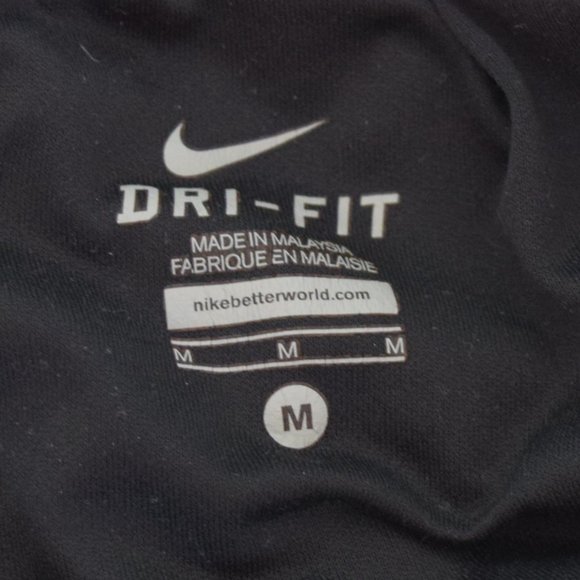 DRI-FIT
MADE IN MALAYSIA
FABRIQUE EN MALAISIE
nikebetterworld.com
M M M
M